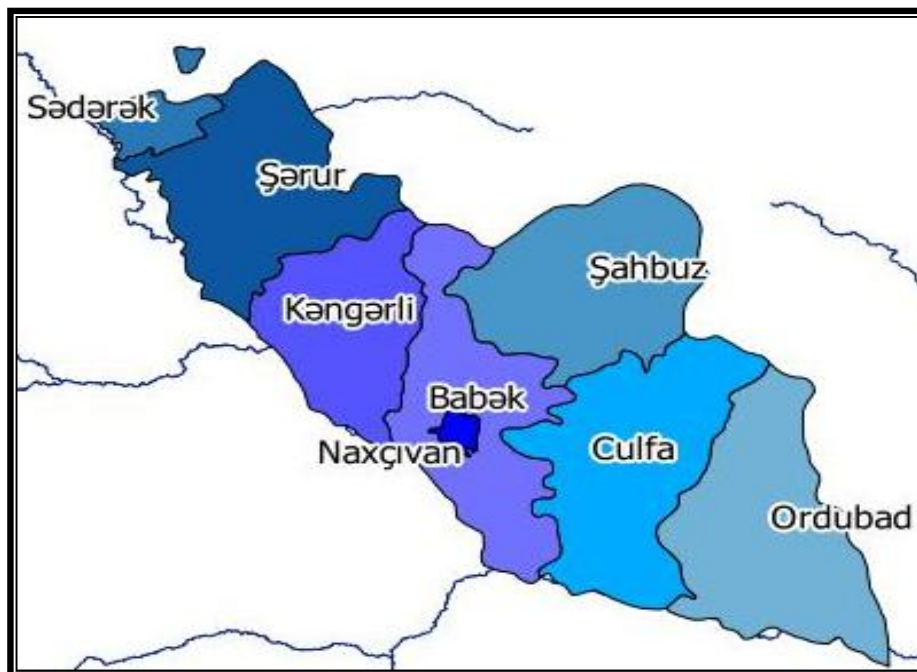 Sədərək
Şərur
Şahbuz
Kəngərli
Babək
Naxçıvan
Culfa
Ordubad